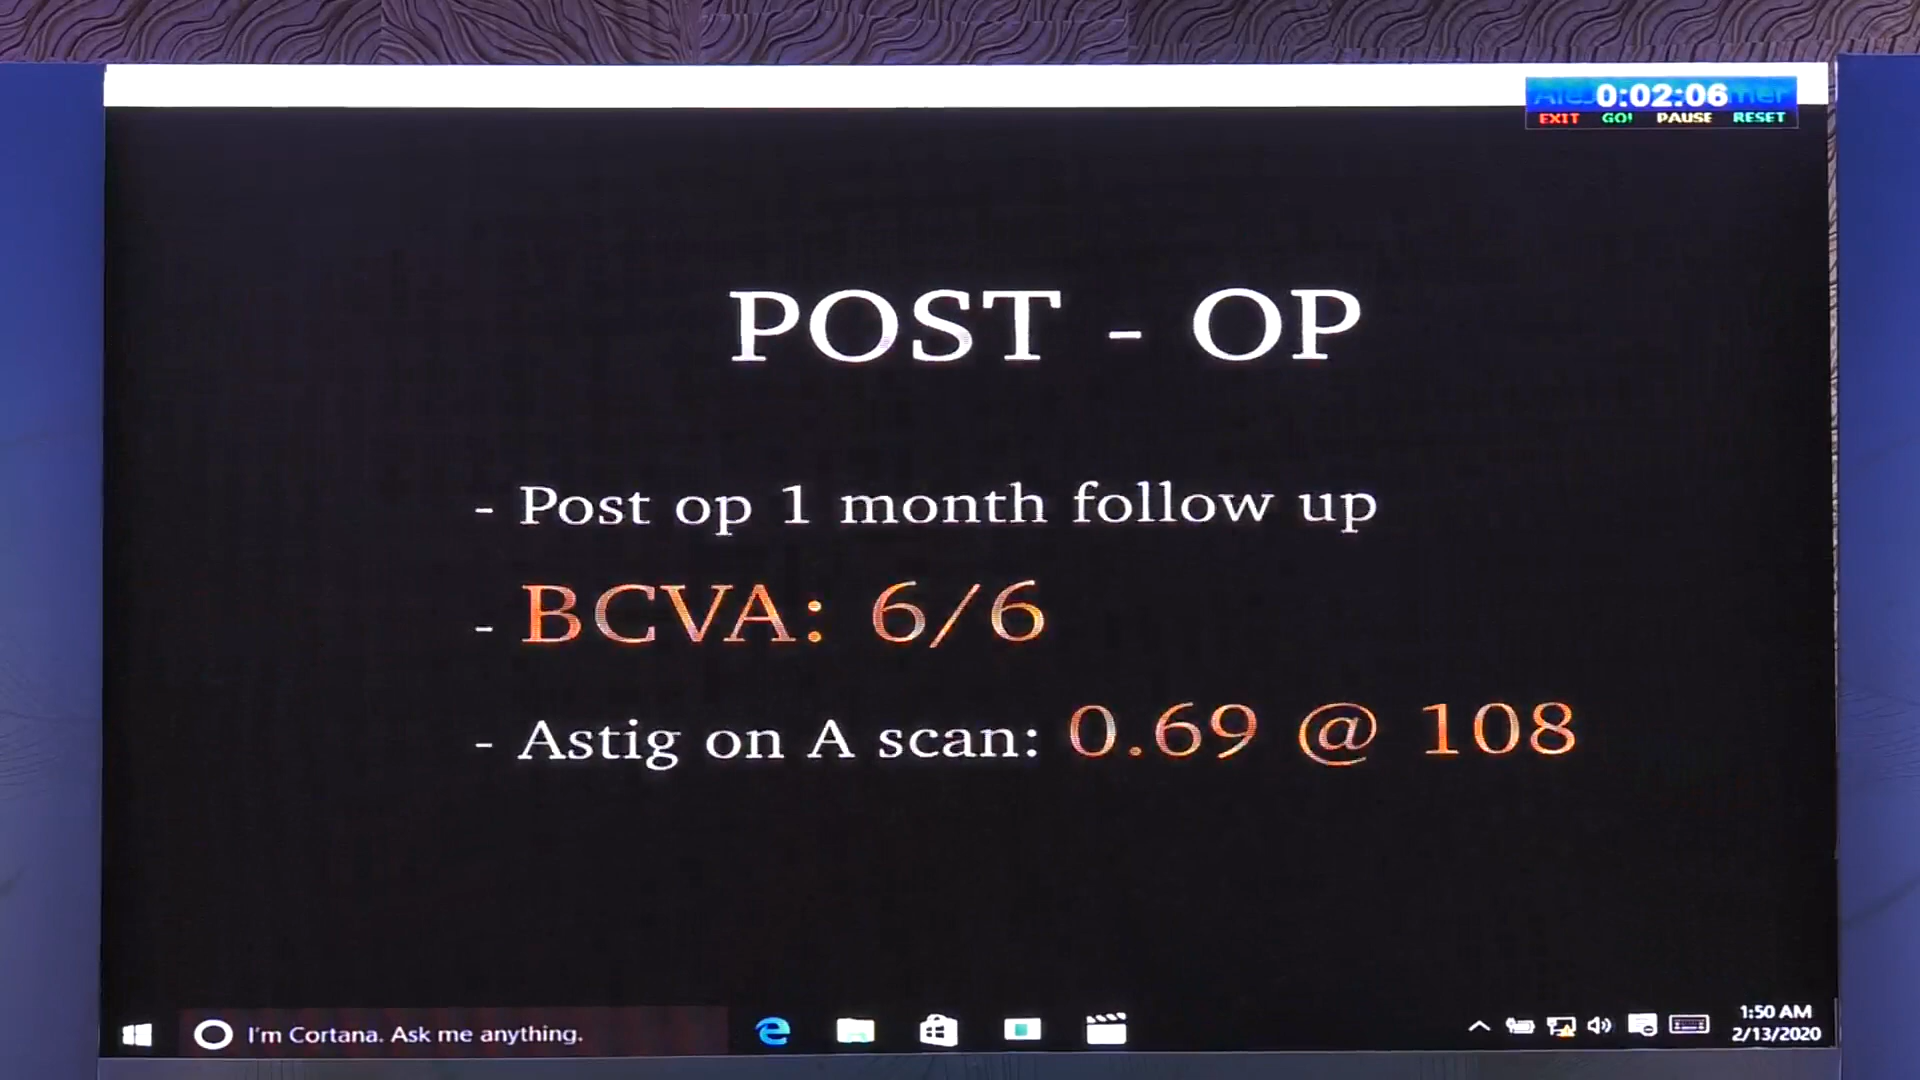 0:02:06
EXIT GO! PAUSE RESET
POST - OP
- Post op 1 month follow up
- BCVA: 6/6
- Astig on A scan: 0.69 @ 108
I'm Cortana. Ask me anything.
1:50 AM
2/13/2020